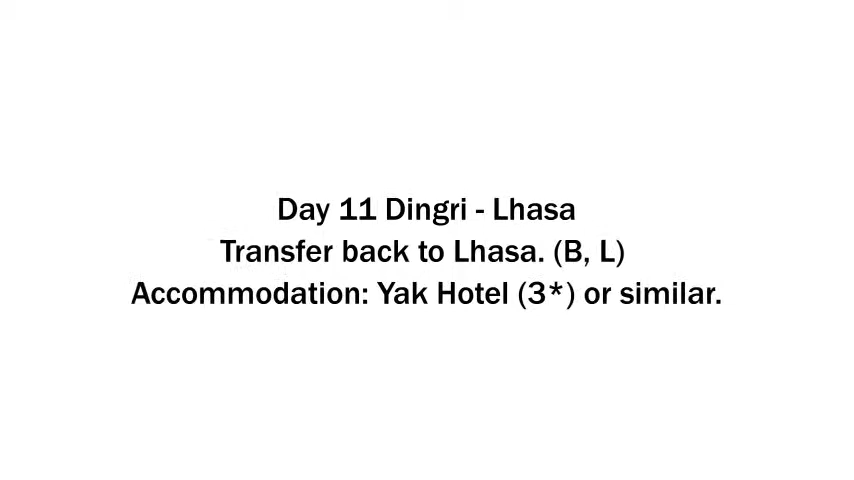 Day 11 Dingri - Lhasa
Transfer back to Lhasa. (B, L)
Accommodation: Yak Hotel (3*) or similar.